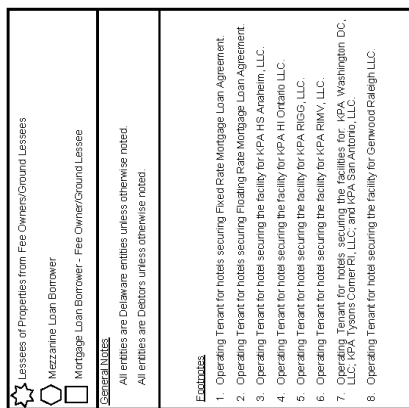 Lessees of Properties from Fee Owners/Ground Lessees
Mezzanine Loan Borrower
Mortgage Loan Borrower - Fee Owner/Ground Lessee
General Notes
All entities are Delaware entities unless otherwise noted.
All entities are Debtors unless otherwise noted.
Footnotes
1. Operating Tenant for hotels securing Fixed Rate Mortgage Loan Agreement.
2. Operating Tenant for hotels securing Floating Rate Mortgage Loan Agreement.
3. Operating Tenant for hotel securing the facility for KPA HS Anaheim, LLC.
4. Operating Tenant for hotel securing the facility for KPA HI Ontario LLC.
5. Operating Tenant for hotel securing the facility for KPA RIGG, LLC.
6. Operating Tenant for hotel securing the facility for KPA RIMV, LLC.
7. Operating Tenant for hotels securing the facilities for KPA Washington DC,
LLC, KPA Tysons Corner RI, LLC, and KPA San Antonio, LLC.
8. Operating Tenant for hotel securing the facility for Genwood Raleigh LLC.